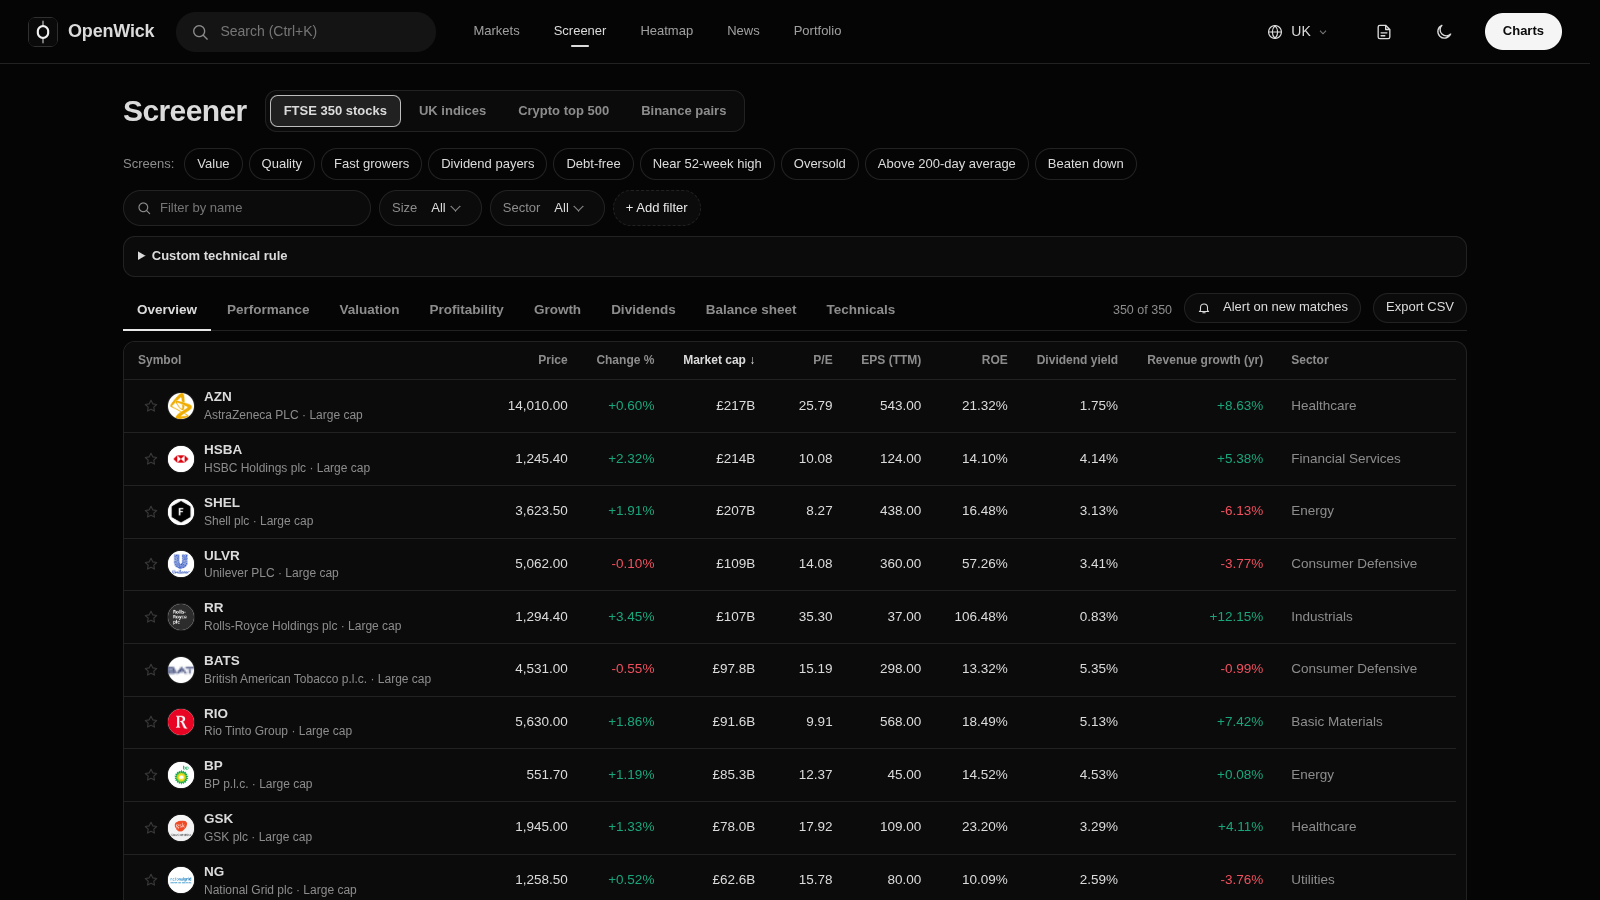 OpenWick Search (Ctrl+K) Markets Screener Heatmap News Portfolio UK Charts
Screener FTSE 350 stocks UK indices Crypto top 500 Binance pairs
Screens: Value Quality Fast growers Dividend payers Debt-free Near 52-week high Oversold Above 200-day average Beaten down
Filter by name Size All Sector All + Add filter
Custom technical rule
Overview Performance Valuation Profitability Growth Dividends Balance sheet Technicals 350 of 350 Alert on new matches Export CSV
Symbol Price Change % Market cap ↓ P/E EPS (TTM) ROE Dividend yield Revenue growth (yr) Sector
AZN
AstraZeneca PLC · Large cap 14,010.00 +0.60% £217B 25.79 543.00 21.32% 1.75% +8.63% Healthcare
HSBA
HSBC Holdings plc · Large cap 1,245.40 +2.32% £214B 10.08 124.00 14.10% 4.14% +5.38% Financial Services
F
SHEL
Shell plc · Large cap 3,623.50 +1.91% £207B 8.27 438.00 16.48% 3.13% -6.13% Energy
ULVR
Unilever PLC · Large cap 5,062.00 -0.10% £109B 14.08 360.00 57.26% 3.41% -3.77% Consumer Defensive
Rolls-
Royce
plc
RR
Rolls-Royce Holdings plc · Large cap 1,294.40 +3.45% £107B 35.30 37.00 106.48% 0.83% +12.15% Industrials
BAT
BATS
British American Tobacco p.l.c. · Large cap 4,531.00 -0.55% £97.8B 15.19 298.00 13.32% 5.35% -0.99% Consumer Defensive
R
RIO
Rio Tinto Group · Large cap 5,630.00 +1.86% £91.6B 9.91 568.00 18.49% 5.13% +7.42% Basic Materials
bp
BP
BP p.l.c. · Large cap 551.70 +1.19% £85.3B 12.37 45.00 14.52% 4.53% +0.08% Energy
gsk
GSK
GSK plc · Large cap 1,945.00 +1.33% £78.0B 17.92 109.00 23.20% 3.29% +4.11% Healthcare
nationalgrid
NG
National Grid plc · Large cap 1,258.50 +0.52% £62.6B 15.78 80.00 10.09% 2.59% -3.76% Utilities